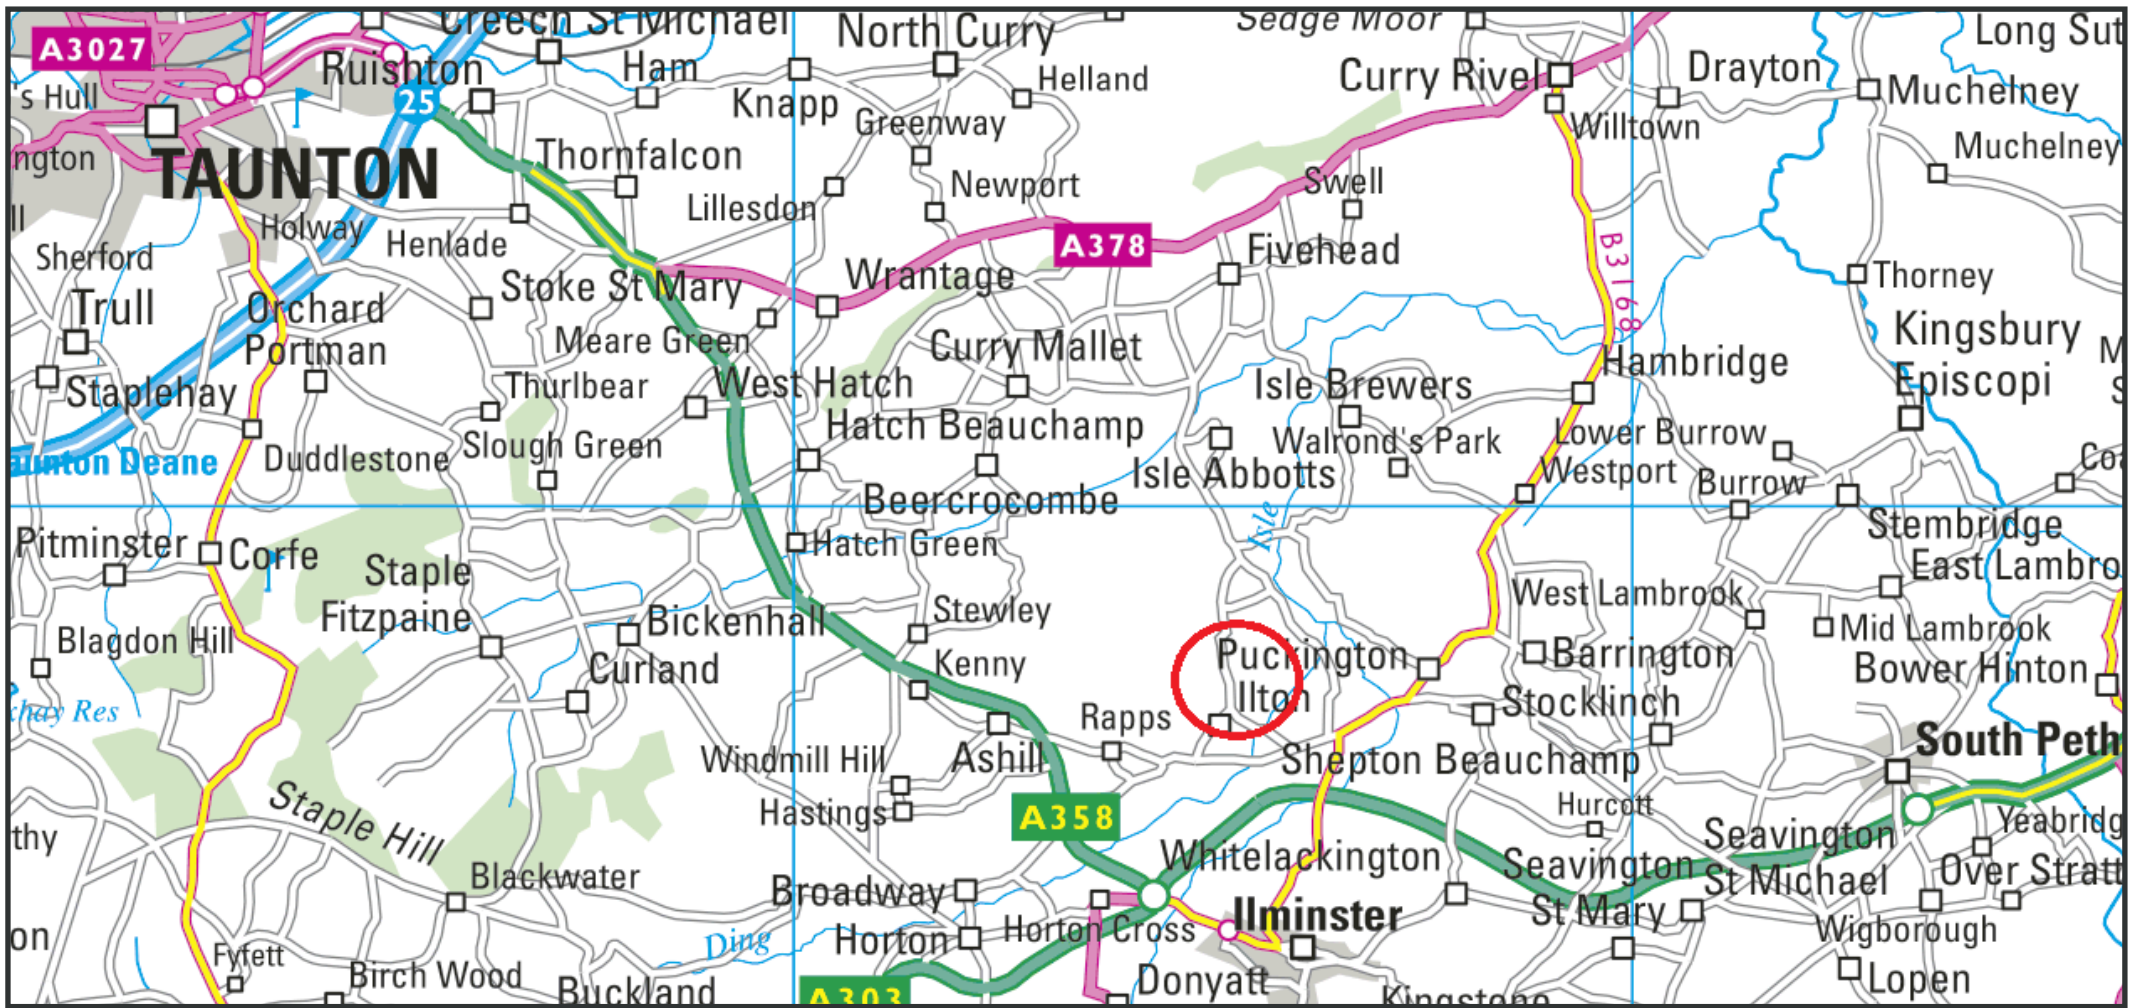 Creech St Michael
North Curry
Sedge Moor
Long Sut
A3027
Ruishton
Ham
Helland
Curry Rivel
Drayton
's Hull
25
Knapp
Greenway
Muchelney
Willtown
ngton
TAUNTON
Thornfalcon
Muchelney
Newport
Swell
ll
Holway
Henlade
Lillesdon
A378
Fivehead
B3168
Sherford
Stoke St Mary
Wrantage
Thorney
Trull
Orchard
Portman
Meare Green
Curry Mallet
Kingsbury
Episcopi
M
S
Hambridge
Staplehay
Thurlbear
West Hatch
Isle Brewers
Hatch Beauchamp
Walrond's Park
Lower Burrow
aunton Deane
Duddlestone
Slough Green
Isle Abbotts
Westport
Burrow
Coa
Beercrocombe
Isle
Stembridge
Pitminster
Corfe
Hatch Green
East Lambro
Staple
Fitzpaine
West Lambrook
Bickenhall
Stewley
Mid Lambrook
Blagdon Hill
Curland
Kenny
Puckington
Barrington
Bower Hinton
Ilton
Stocklinch
chay Res
Rapps
South Peth
Windmill Hill
Ashill
Shepton Beauchamp
Staple Hill
Hastings
A358
Hurcott
Yeabridg
thy
Seavington
St Michael
Whitelackington
Seavington
St Mary
Over Stratt
Blackwater
Broadway
Ilminster
Horton
Horton Cross
Wigborough
on
Ding
Fyfett
Birch Wood
Buckland
A303
Donyatt
Kingstone
Lopen